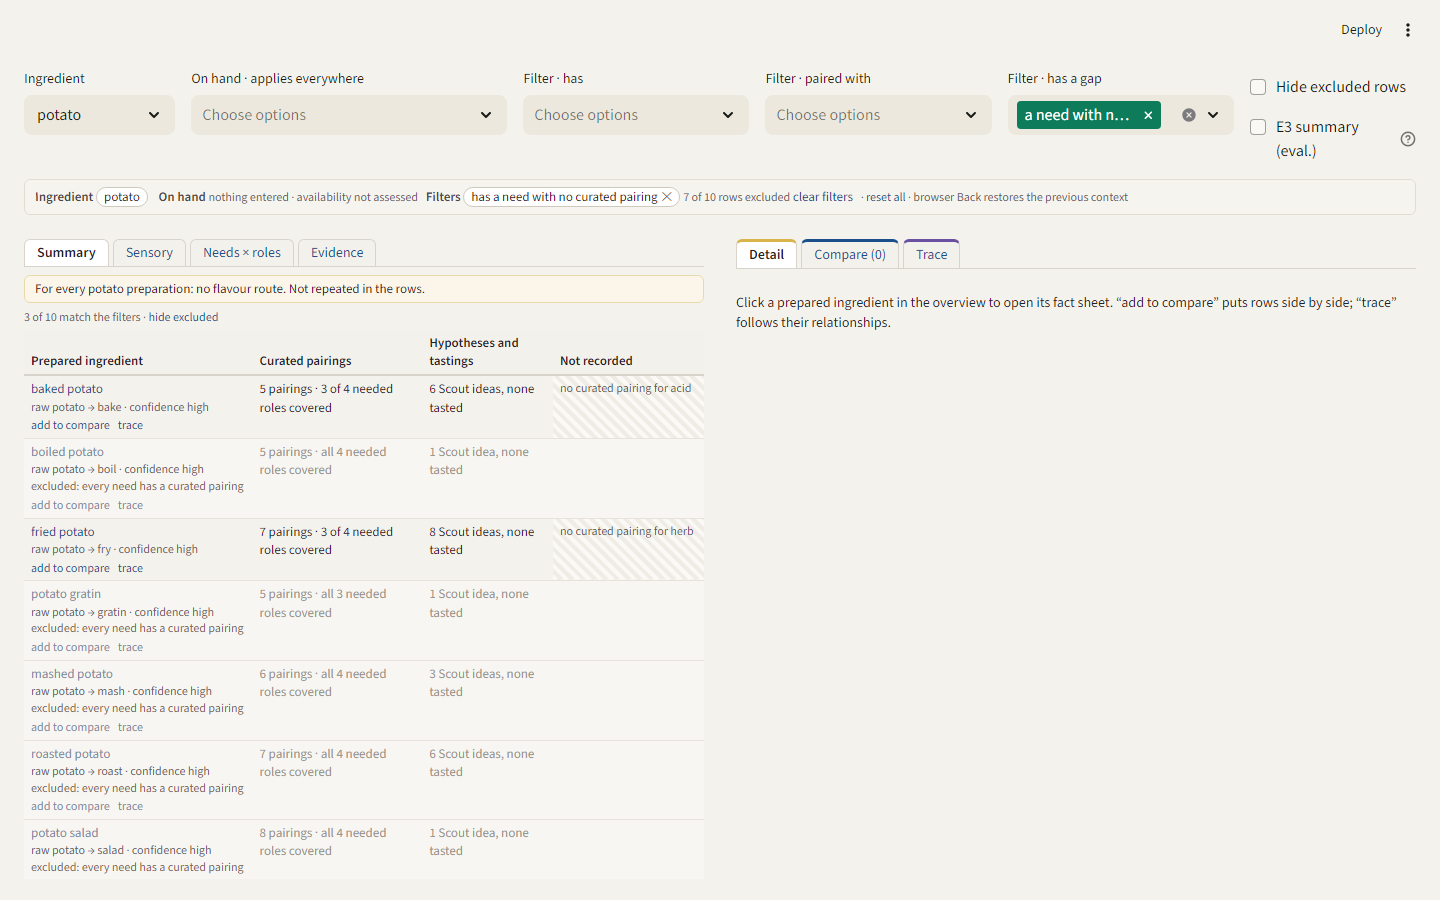 Deploy
Ingredient
On hand · applies everywhere
Filter · has
Filter · paired with
Filter · has a gap
potato
Choose options
Choose options
Choose options
a need with n...
Hide excluded rows
E3 summary
(eval.)
Ingredient potato On hand nothing entered · availability not assessed Filters has a need with no curated pairing 7 of 10 rows excluded clear filters · reset all · browser Back restores the previous context
Summary
Sensory
Needs × roles
Evidence
Detail
Compare (0)
Trace
For every potato preparation: no flavour route. Not repeated in the rows.
3 of 10 match the filters · hide excluded
Click a prepared ingredient in the overview to open its fact sheet. “add to compare” puts rows side by side; “trace”
follows their relationships.
Prepared ingredient
Curated pairings
Hypotheses and
tastings
Not recorded
baked potato
raw potato → bake · confidence high
add to compare trace
5 pairings · 3 of 4 needed
roles covered
6 Scout ideas, none
tasted
no curated pairing for acid
boiled potato
raw potato → boil · confidence high
excluded: every need has a curated pairing
add to compare trace
5 pairings · all 4 needed
roles covered
1 Scout idea, none
tasted
fried potato
raw potato → fry · confidence high
add to compare trace
7 pairings · 3 of 4 needed
roles covered
8 Scout ideas, none
tasted
no curated pairing for herb
potato gratin
raw potato → gratin · confidence high
excluded: every need has a curated pairing
add to compare trace
5 pairings · all 3 needed
roles covered
1 Scout idea, none
tasted
mashed potato
raw potato → mash · confidence high
excluded: every need has a curated pairing
add to compare trace
6 pairings · all 4 needed
roles covered
3 Scout ideas, none
tasted
roasted potato
raw potato → roast · confidence high
excluded: every need has a curated pairing
add to compare trace
7 pairings · all 4 needed
roles covered
6 Scout ideas, none
tasted
potato salad
raw potato → salad · confidence high
excluded: every need has a curated pairing
8 pairings · all 4 needed
roles covered
1 Scout idea, none
tasted